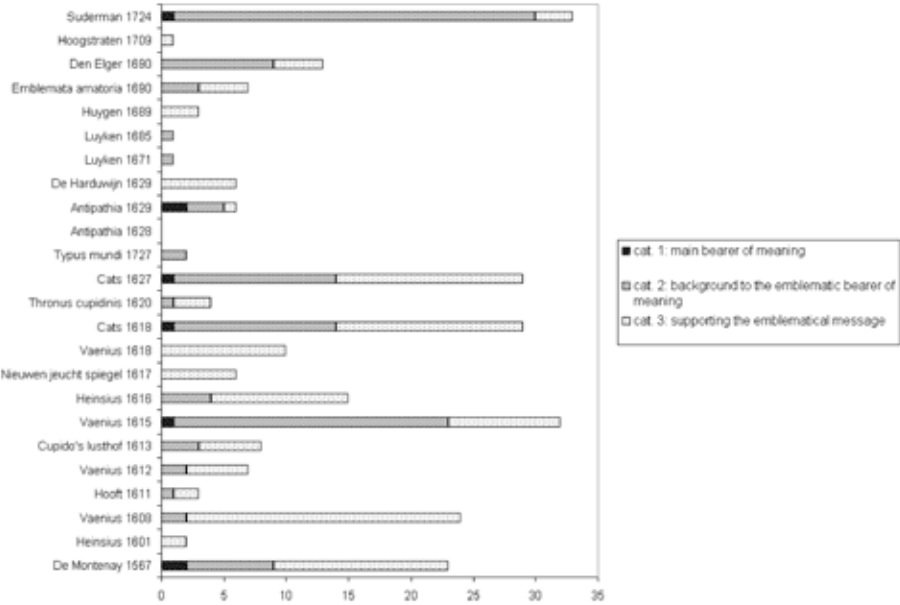 Suderman 1724
Hoogstraten 1709
Den Elger 1690
Emblemata amatoria 1690
Huygen 1689
Luyken 1685
Luyken 1671
De Harduwijn 1629
Antipathia 1629
Antipathia 1628
Typus mundi 1727
Cats 1627
Thronus cupidinis 1620
Cats 1618
Vaenius 1618
Nieuwen jeucht spiegel 1617
Heinsius 1616
Vaenius 1615
Cupido's lusthof 1613
Vaenius 1612
Hooft 1611
Vaenius 1608
Heinsius 1601
De Montenay 1567
0 5 10 15 20 25 30 35
cat. 1: main bearer of meaning
cat. 2: background to the emblematic bearer of
meaning
cat. 3: supporting the emblematical message